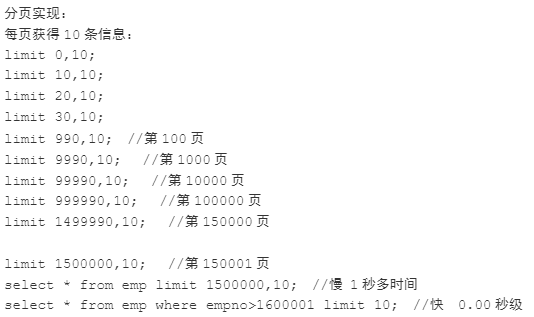 分页实现：
每页获得 10 条信息：
limit 0,10;
limit 10,10;
limit 20,10;
limit 30,10;
limit 990,10;  //第 100 页
limit 9990,10;  //第 1000 页
limit 99990,10;  //第 10000 页
limit 999990,10;  //第 100000 页
limit 1499990,10;  //第 150000 页
limit 1500000,10;  //第 150001 页
select * from emp limit 1500000,10;  //慢 1 秒多时间
select * from emp where empno>1600001 limit 10;  //快  0.00 秒级